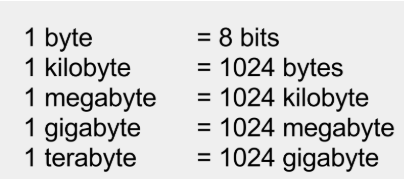 1 byte = 8 bits
1 kilobyte = 1024 bytes
1 megabyte = 1024 kilobyte
1 gigabyte = 1024 megabyte
1 terabyte = 1024 gigabyte